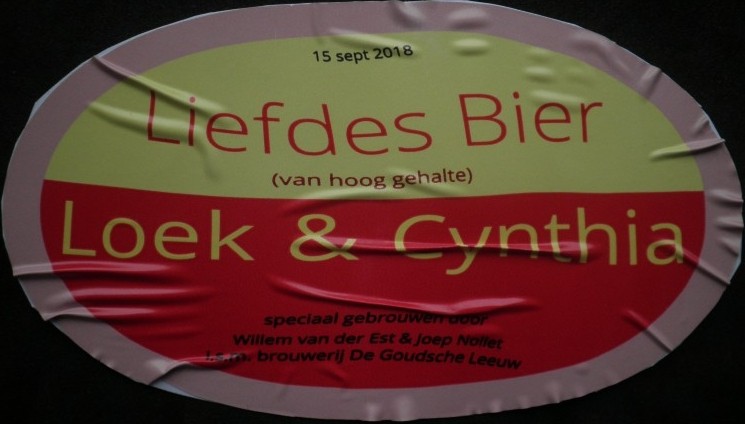 15 sept 2018
Liefdes Bier
(van hoog gehalte)
Loek & Cynthia
speciaal gebrouwen door
Willem van der Est & Joep Nollet
i.s.m. brouwerij De Goudsche Leeuw